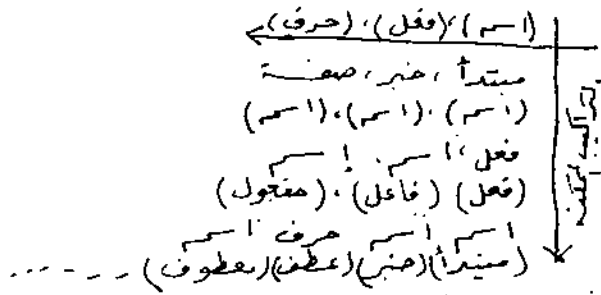 (اسم)،(فعل)،(حرف)
مبتدأ، خبر، صفة
(اسم)،(اسم)،(اسم)
فعل، اسم، إسم
(فعل) (فاعل)، (مفعول)
اسم اسم حرف اسم
(مبتدأ)(خبر)(عطف)(معطوف)......